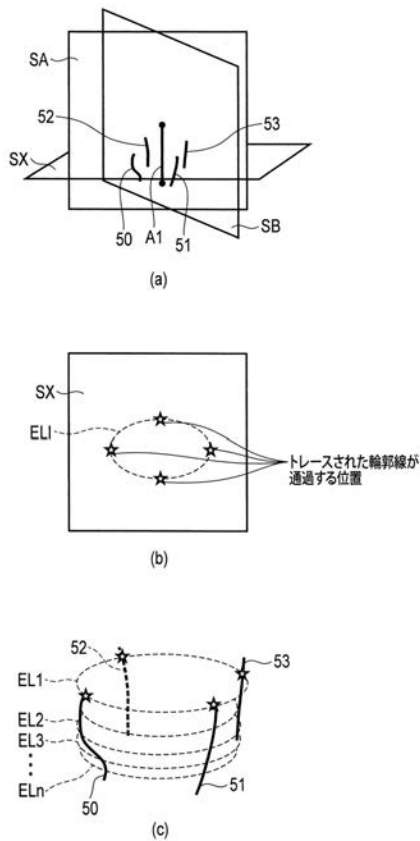 SA
52
53
SX
50
A1
51
SB
(a)
SX
ELI
トレースされた輪郭線が
通過する位置
(b)
52
53
EL1
EL2
EL3
ELn
50
51
(c)